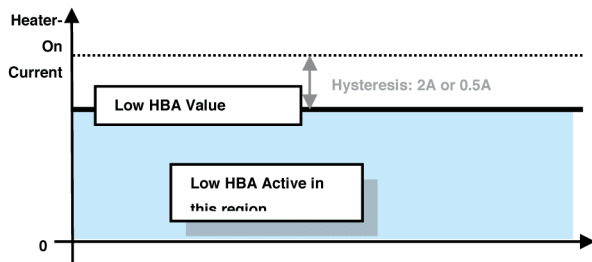 Heater-
On
Current
Hysteresis: 2A or 0.5A
Low HBA Value
Low HBA Active in
this region
0